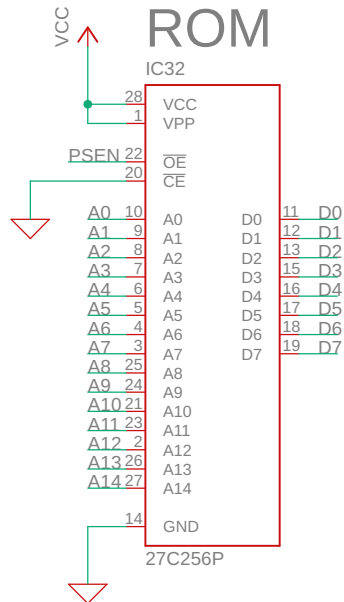 VCC
ROM
IC32
28 VCC
1 VPP
PSEN 22 OE
20 CE
A0 10 A0 D0 11 D0
A1 9 A1 D1 12 D1
A2 8 A2 D2 13 D2
A3 7 A3 D3 15 D3
A4 6 A4 D4 16 D4
A5 5 A5 D5 17 D5
A6 4 A6 D6 18 D6
A7 3 A7 D7 19 D7
A8 25 A8
A9 24 A9
A10 21 A10
A11 23 A11
A12 2 A12
A13 26 A13
A14 27 A14
14 GND
27C256P